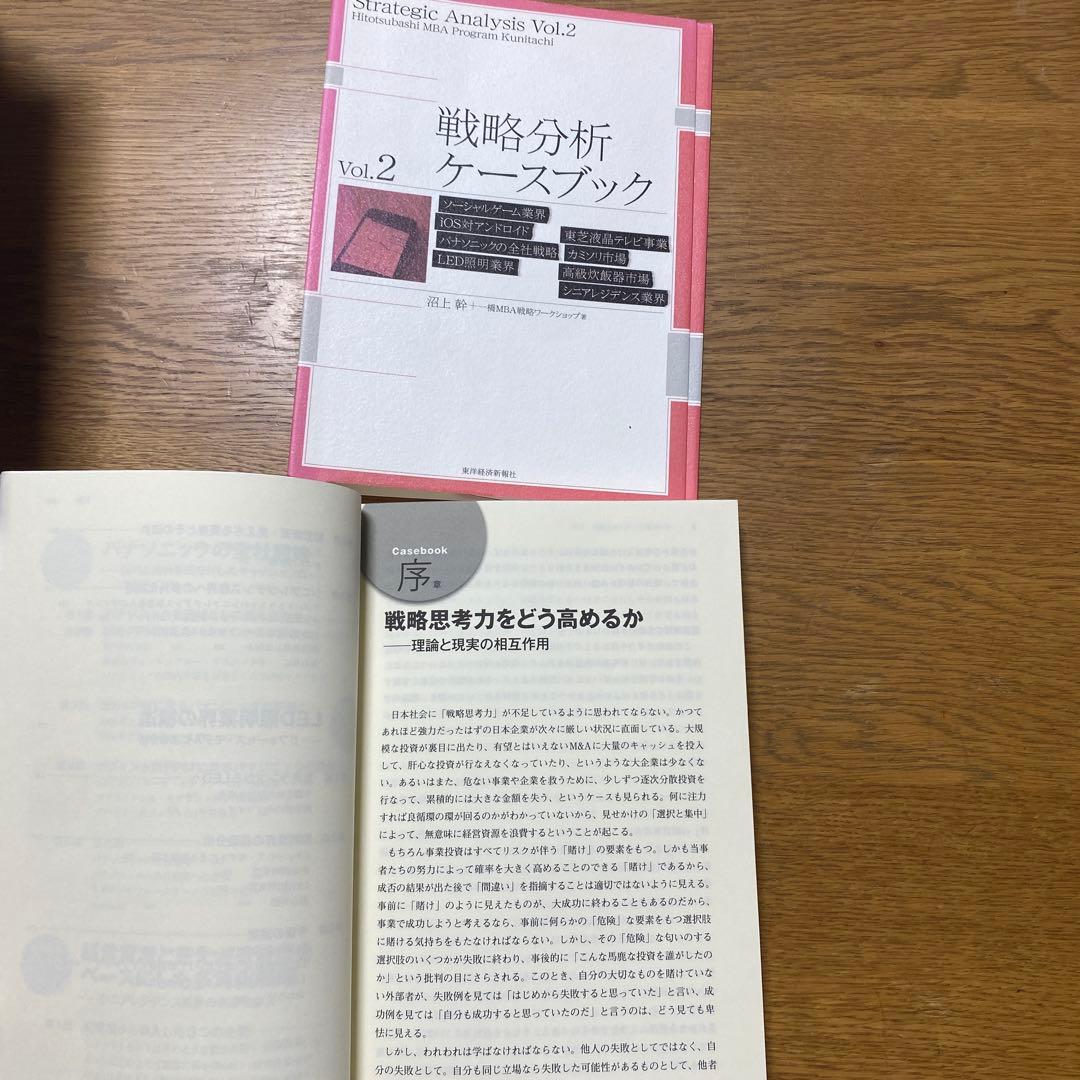 Strategic Analysis Vol.2
Hitotsubashi MBA Program Kunitachi
戦略分析
ケースブック
Vol.2
ソーシャルゲーム業界
iOS対アンドロイド
パナソニックの全社戦略
LED照明業界
東芝液晶テレビ事業
カミソリ市場
高級炊飯器市場
シニアレジデンス業界
沼上 幹+一橋MBA戦略ワークショップ 著
東洋経済新報社
Casebook
序章
戦略思考力をどう高めるか
——理論と現実の相互作用
日本社会に「戦略思考力」が不足しているように思われてならない。かつて
あれほど強力だったはずの日本企業が次々に厳しい状況に直面している。大規
模な投資が裏目に出たり、有望とはいえないM&Aに大量のキャッシュを投入
して、肝心な投資が行なえなくなっていたり、というような大企業は少なくな
い。あるいはまた、危ない事業や企業を救うために、少しずつ逐次分散投資を
行なって、累積的には大きな金額を失う、というケースも見られる。何に注力
すれば良循環の環が回るのかがわかっていないから、見せかけの「選択と集中」
によって、無意味に経営資源を浪費するということが起こる。
もちろん事業投資はすべてリスクが伴う「賭け」の要素をもつ。しかも当事
者たちの努力によって確率を大きく高めることのできる「賭け」であるから、
成否の結果が出た後で「間違い」を指摘することは適切ではないように見える。
事前に「賭け」のように見えたものが、大成功に終わることもあるのだから、
事業で成功しようと考えるなら、事前に何らかの「危険」な要素をもつ選択肢
に賭ける気持ちをもたなければならない。しかし、その「危険」な匂いのする
選択肢のいくつかが失敗に終わり、事後的に「こんな馬鹿な投資を誰がしたの
か」という批判の目にさらされる。このとき、自分の大切なものを賭けていな
い外部者が、失敗例を見ては「はじめから失敗すると思っていた」と言い、成
功例を見ては「自分も成功すると思っていたのだ」と言うのは、どう見ても卑
怯に見える。
しかし、われわれは学ばなければならない。他人の失敗としてではなく、自
分の失敗として。自分も同じ立場なら失敗した可能性があるものとして、他者